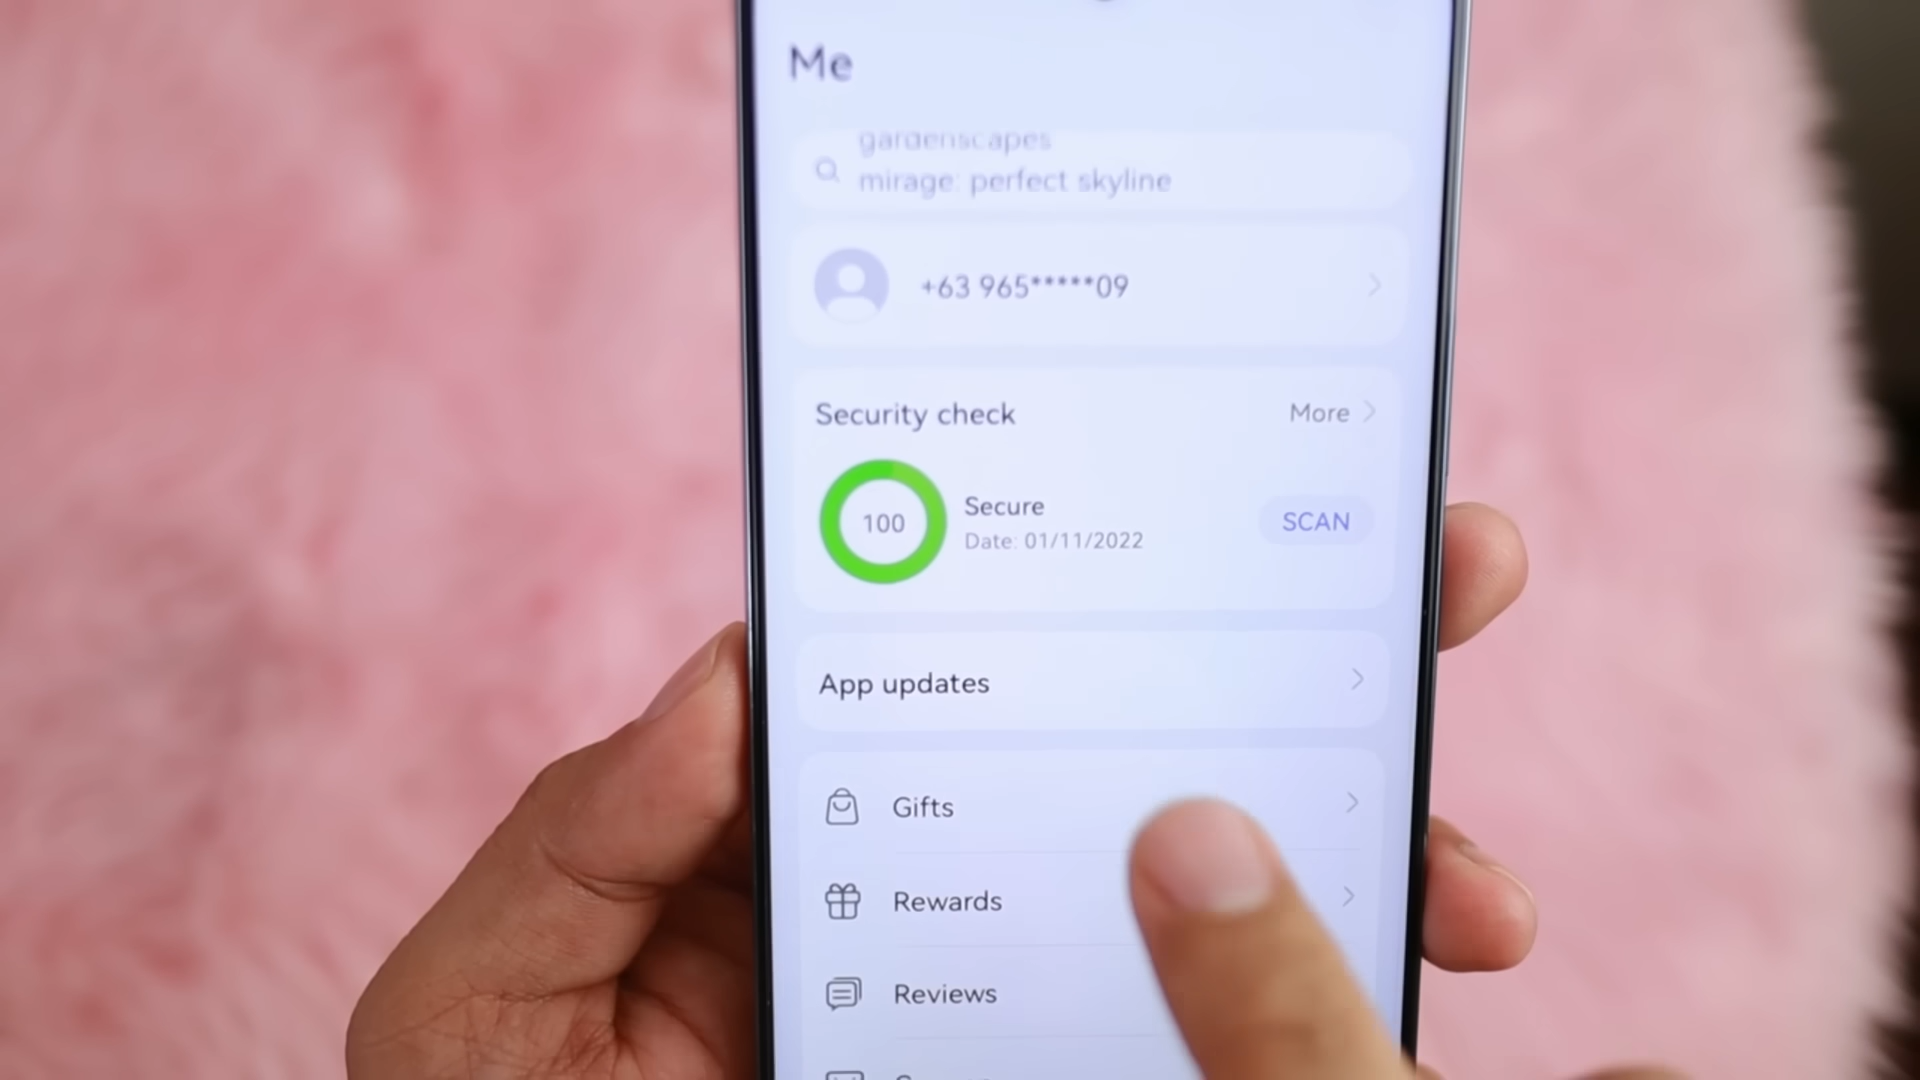 Me
gardenscapes
mirage: perfect skyline
+63 965*****09
Security check
More
100
Secure
Date: 01/11/2022
SCAN
App updates
Gifts
Rewards
Reviews